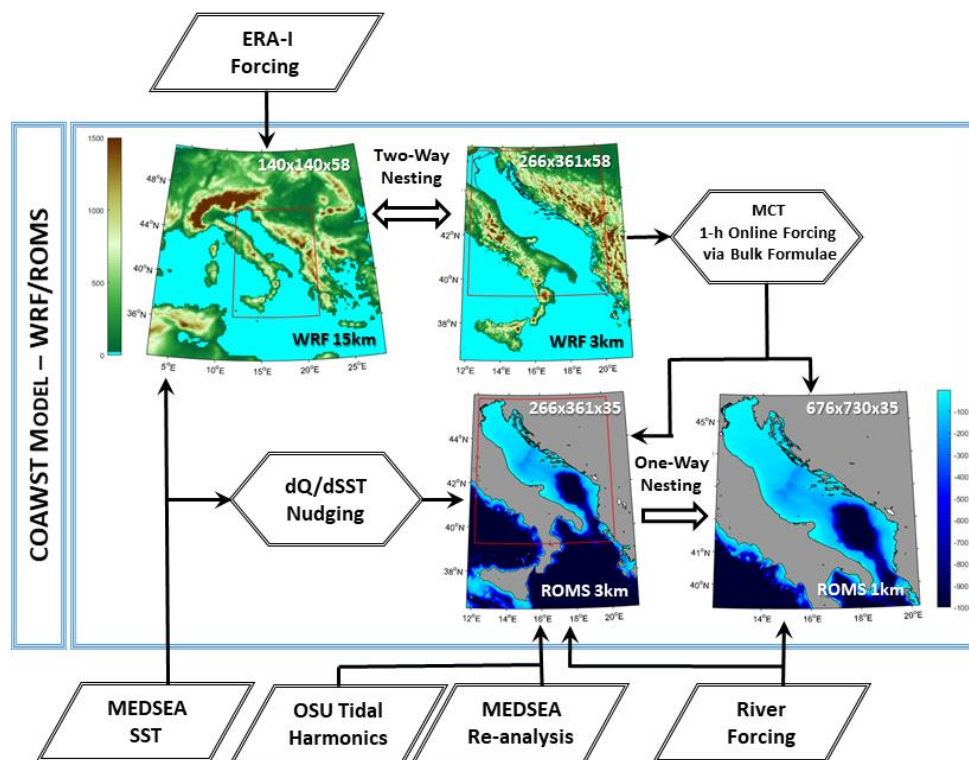 ERA-I
Forcing
COAWST MODEL – WRF/ROMS
1500
1000
500
0
140x140x58
48°N
44°N
40°N
36°N
WRF 15km
5°E
10°E
15°E
20°E
25°E
Two-Way
Nesting
266x361x58
44°N
42°N
40°N
38°N
WRF 3km
12°E
14°E
16°E
18°E
20°E
MCT
1-h Online Forcing
via Bulk Formulae
dQ/dSST
Nudging
266x361x35
44°N
42°N
40°N
38°N
ROMS 3km
12°E
14°E
16°E
18°E
20°E
One-Way
Nesting
676x730x35
45°N
41°N
40°N
ROMS 1km
14°E
16°E
18°E
20°E
-100
-200
-300
-400
-500
-600
-700
-800
-900
-1000
MEDSEA
SST
OSU Tidal
Harmonics
MEDSEA
Re-analysis
River
Forcing